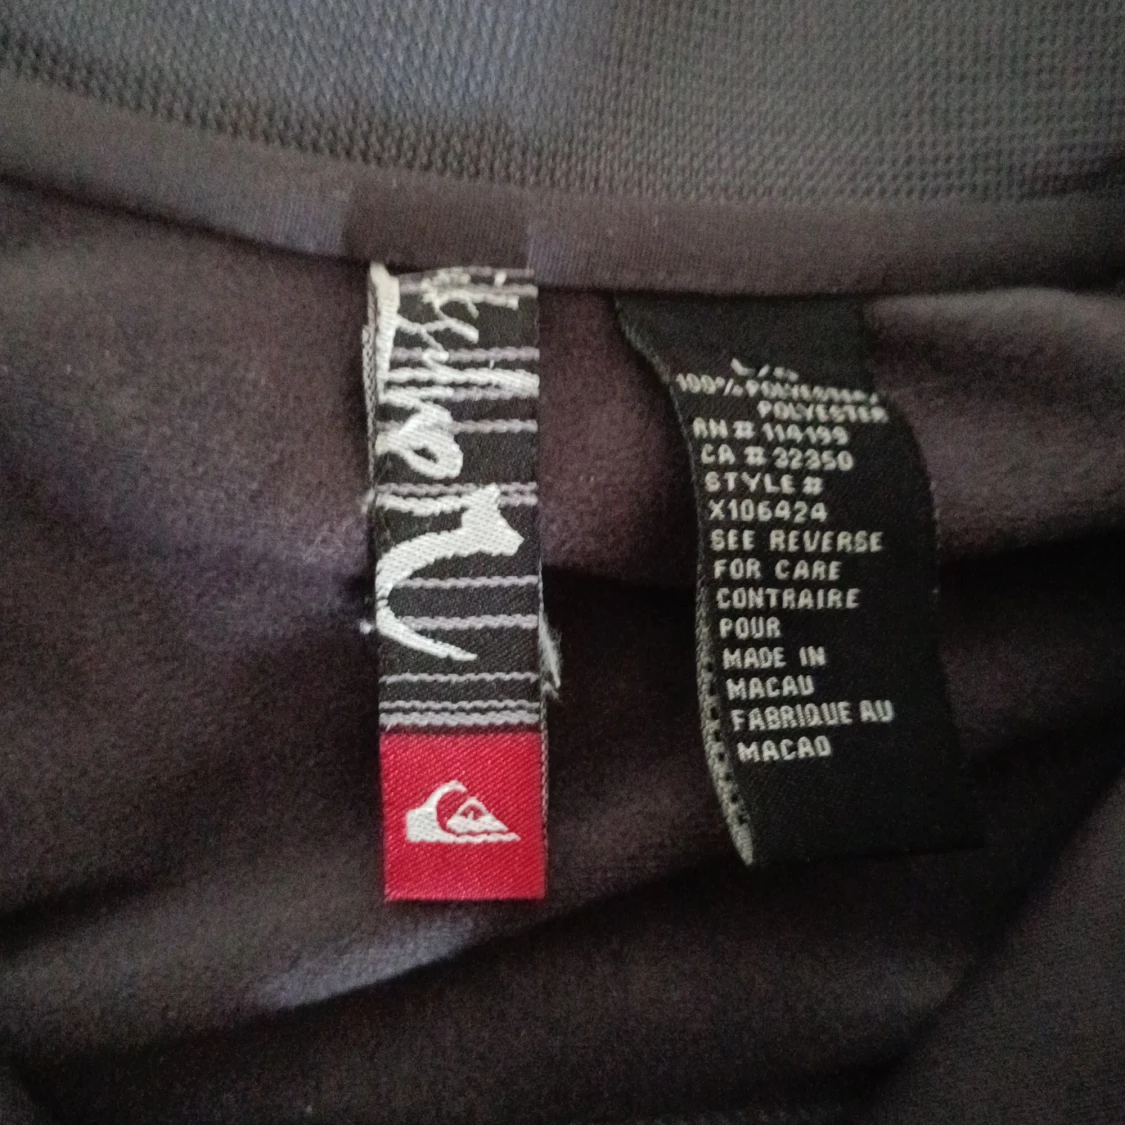 100% POLYESTER/
POLYESTER
RN # 114199
CA # 32350
STYLE #
X106424
SEE REVERSE
FOR CARE
CONTRAIRE
POUR
MADE IN
MACAU
FABRIQUE AU
MACAO